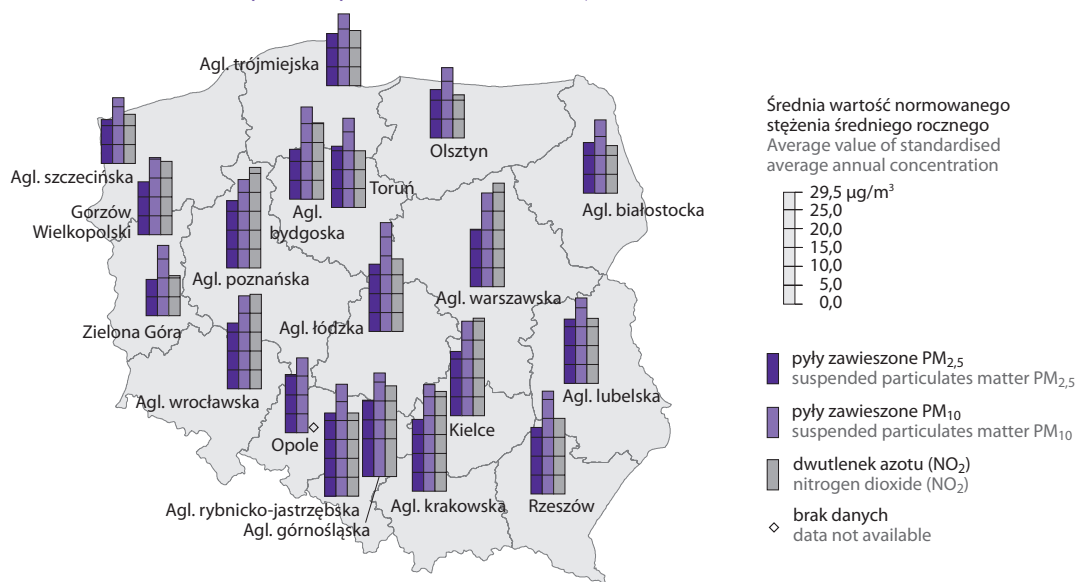 Agl. trójmiejska
Olsztyn
Agl. szczecińska
Toruń
Agl. białostocka
Gorzów
Wielkopolski
Agl.
bydgoska
Agl. poznańska
Agl. warszawska
Zielona Góra
Agl. łódzka
Agl. wrocławska
Agl. lubelska
Opole
Kielce
Agl. rybnicko-jastrzębska
Agl. górnośląska
Agl. krakowska
Rzeszów
Średnia wartość normowanego
stężenia średniego rocznego
Average value of standardised
average annual concentration
29,5 µg/m³
25,0
20,0
15,0
10,0
5,0
0,0
pyły zawieszone PM₂,₅
suspended particulates matter PM₂,₅
pyły zawieszone PM₁₀
suspended particulates matter PM₁₀
dwutlenek azotu (NO₂)
nitrogen dioxide (NO₂)
brak danych
data not available